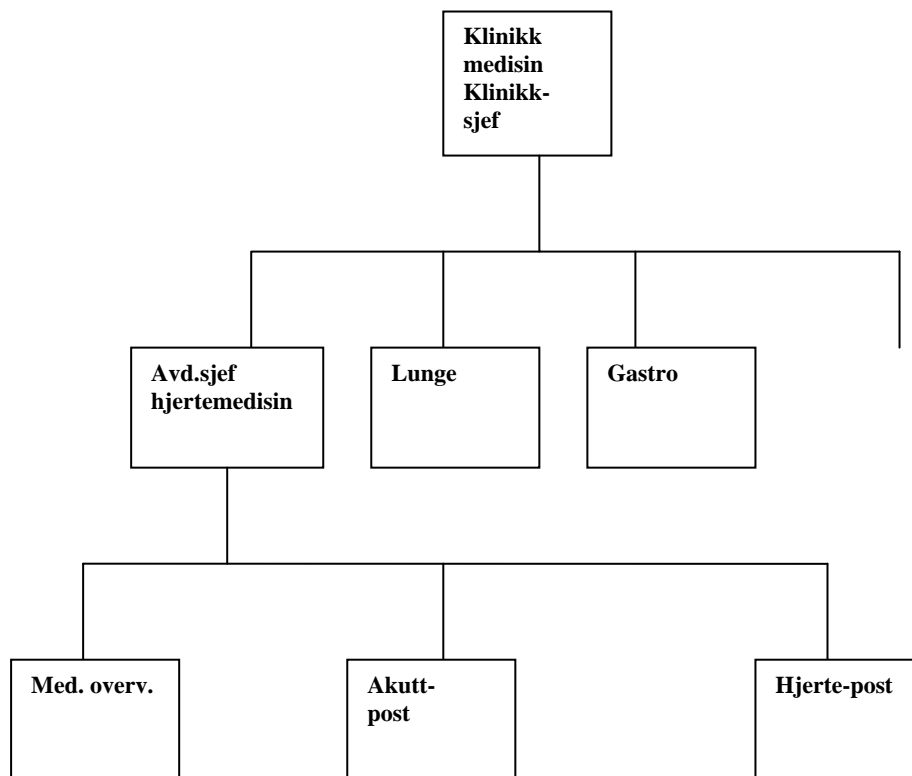 Klinikk
medisin
Klinikk-
sjef
Avd.sjef
hjertemedisin
Lunge
Gastro
Med. overv.
Akutt-
post
Hjerte-post